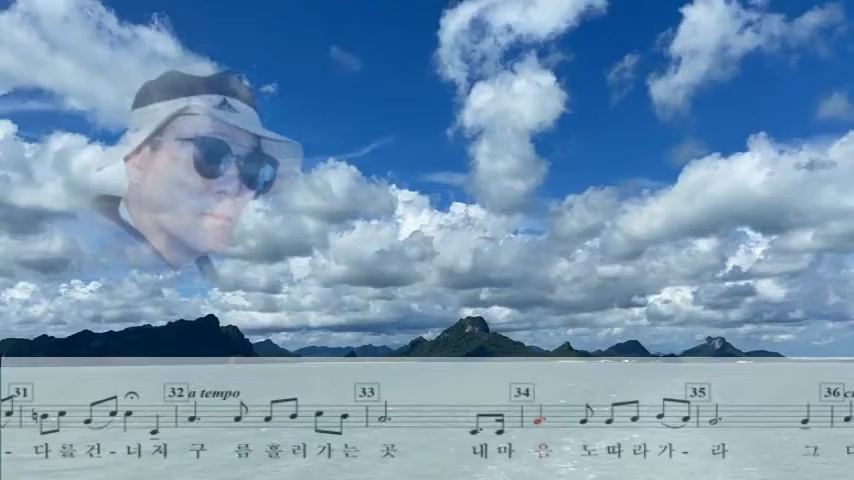 31 32 a tempo 33 34 35 36
- 다를건 - 너지 구 름흘러가는 곳 내마 음 도따라가 - 라 그